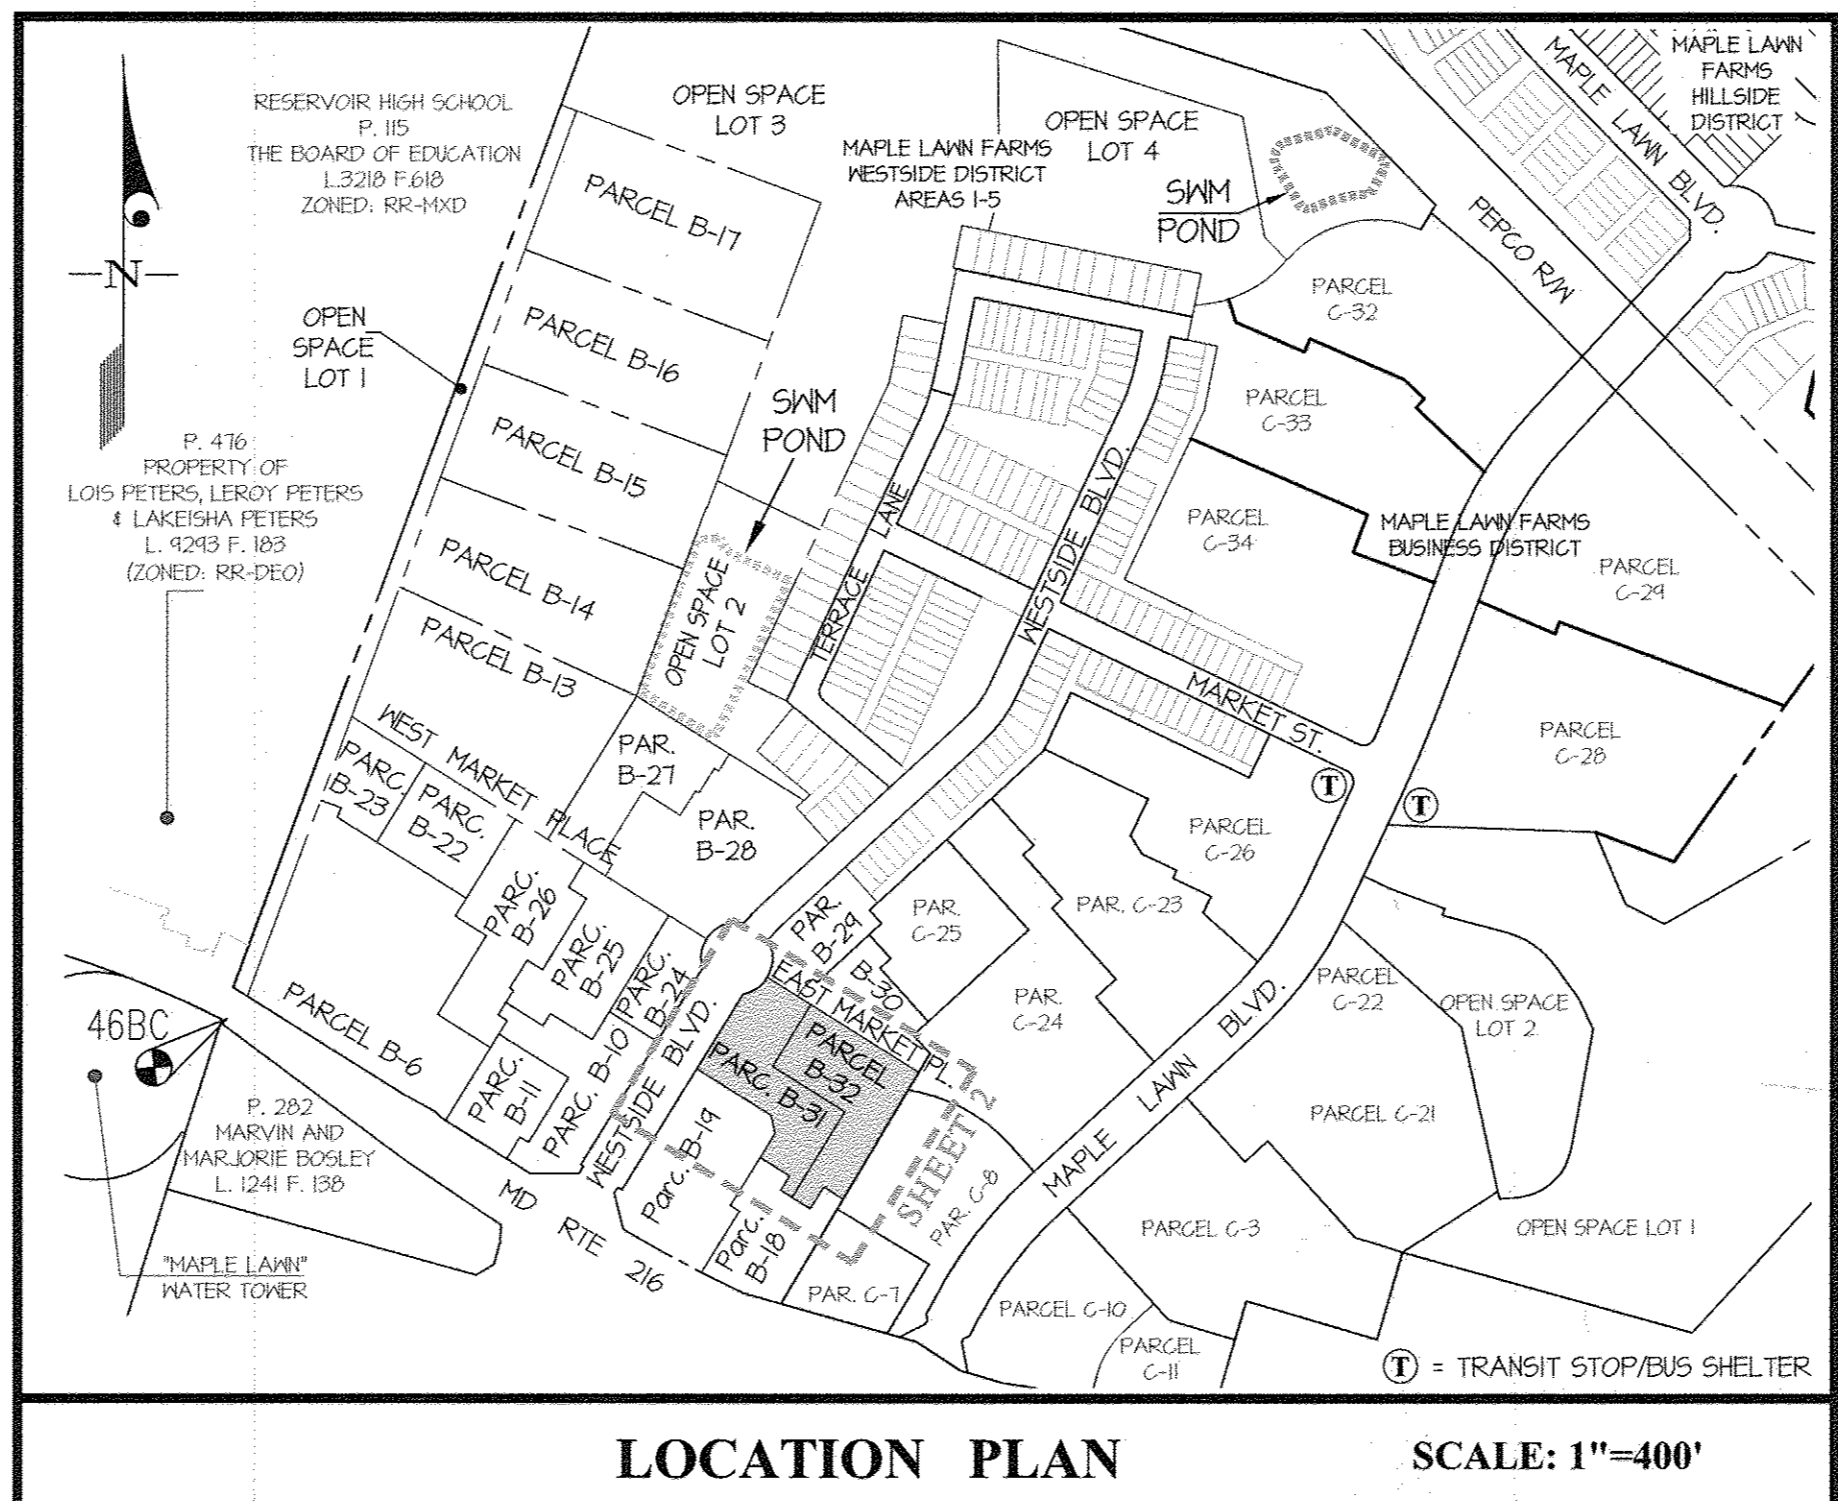 RESERVOIR HIGH SCHOOL
P. 115
THE BOARD OF EDUCATION
L.3218 F.618
ZONED: RR-MXD
N
OPEN SPACE
LOT 3
MAPLE LAWN FARMS
WESTSIDE DISTRICT
AREAS 1-5
OPEN SPACE
LOT 4
SWM
POND
MAPLE LAWN BLVD.
MAPLE LAWN
FARMS
HILLSIDE
DISTRICT
PEPCO R/W
PARCEL B-17
PARCEL B-16
PARCEL B-15
PARCEL B-14
PARCEL B-13
OPEN
SPACE
LOT 1
SWM
POND
OPEN SPACE
LOT 2
P. 476
PROPERTY OF
LOIS PETERS, LEROY PETERS
& LAKEISHA PETERS
L. 9293 F. 183
(ZONED: RR-DEO)
TERRACE LANE
WESTSIDE BLVD.
MARKET ST.
PARCEL
C-32
PARCEL
C-33
PARCEL
C-34
MAPLE LAWN FARMS
BUSINESS DISTRICT
PARCEL
C-29
PARCEL
C-28
T
T
WEST MARKET PLACE
PARC.
B-23
PARC.
B-22
PAR.
B-27
PAR.
B-28
PARC.
B-26
PARC.
B-25
PARC.
B-24
PAR.
B-29
B-30
PAR.
C-25
PAR. C-23
PARCEL
C-26
PAR.
C-24
PARCEL
C-22
OPEN SPACE
LOT 2
PARCEL C-21
PARCEL B-6
PARC.
B-11
PARC. B-10
WESTSIDE BLVD.
EAST MARKET PL.
PARCEL
B-32
PARC. B-31
Parc. B-19
Parc.
B-18
SHEET 2
PAR. C-8
PAR. C-7
MAPLE LAWN BLVD.
PARCEL C-3
OPEN SPACE LOT 1
PARCEL C-10
PARCEL
C-11
46BC
P. 282
MARVIN AND
MARJORIE BOSLEY
L. 1241 F. 138
"MAPLE LAWN"
WATER TOWER
MD RTE 216
T = TRANSIT STOP/BUS SHELTER
LOCATION PLAN
SCALE: 1"=400'